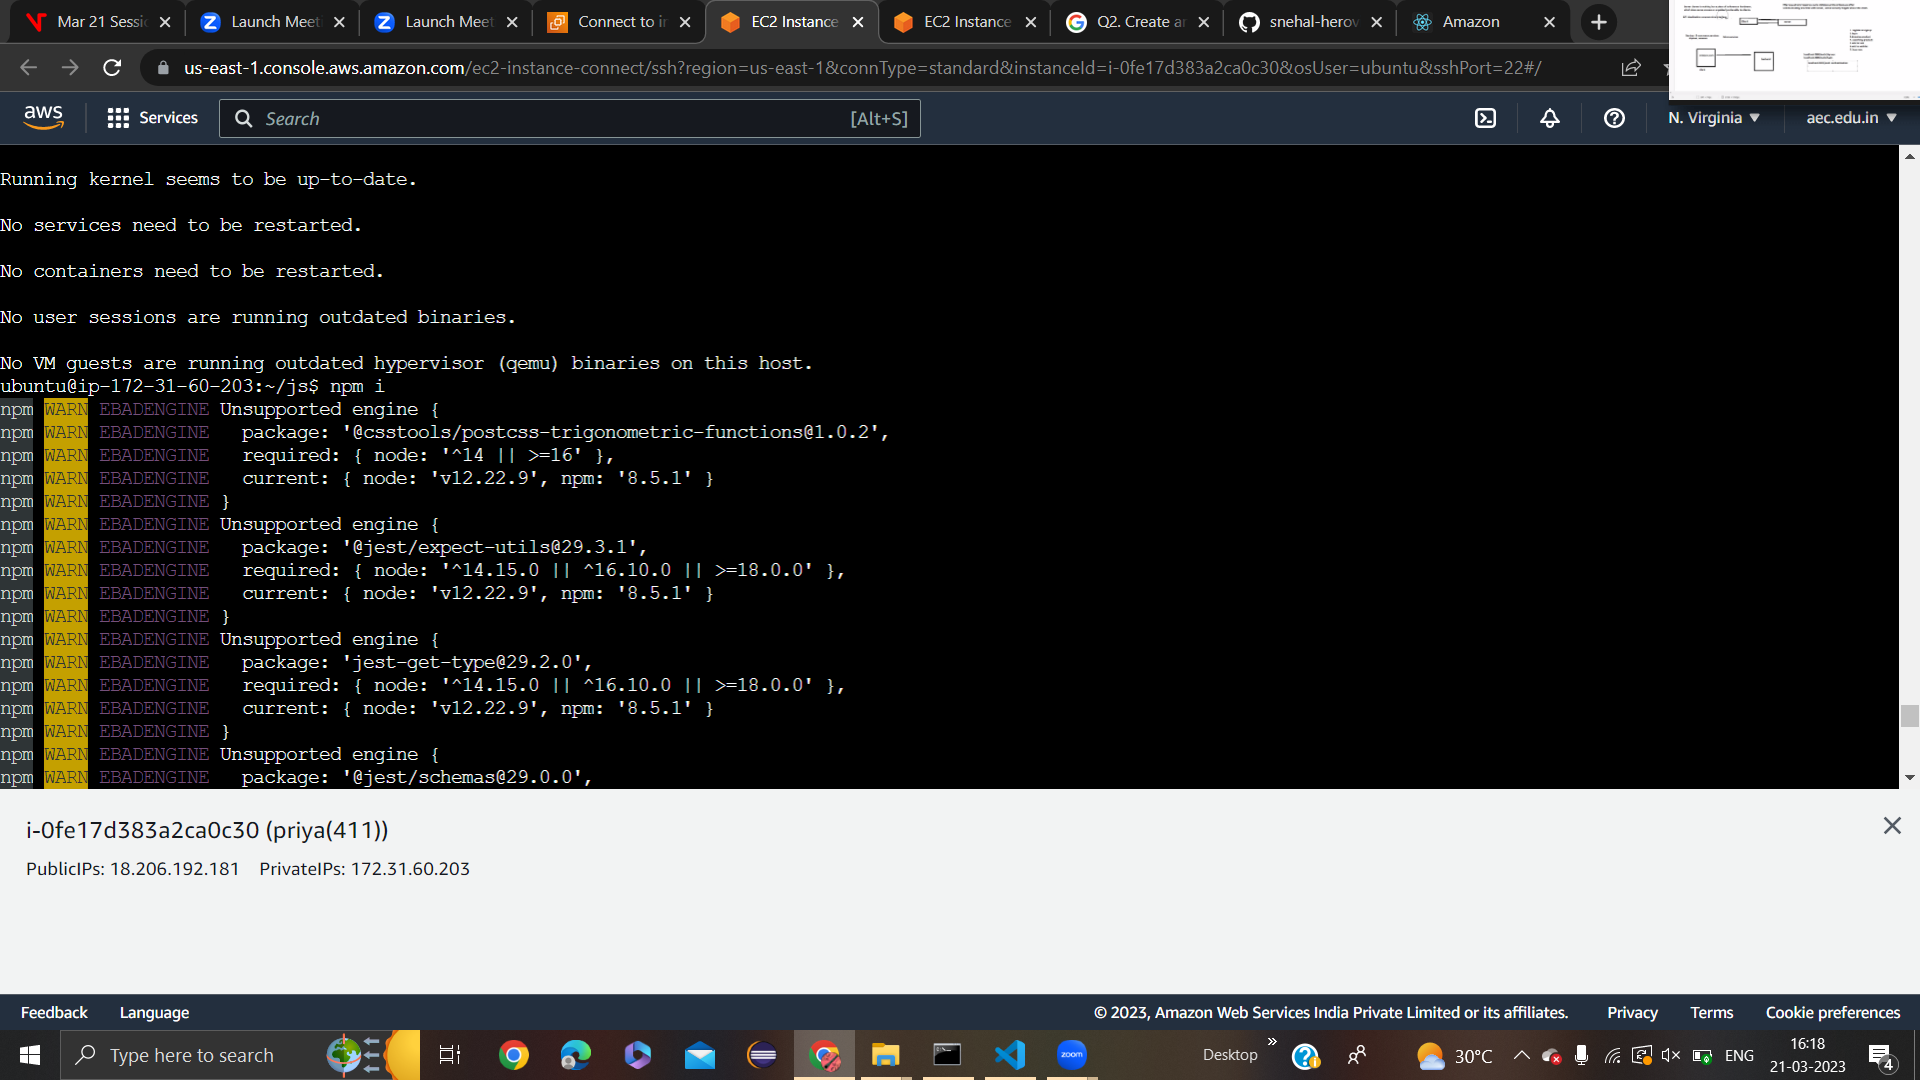 Mar 21 Sessi
Launch Meet
Launch Meet
Connect to in
EC2 Instance
EC2 Instance
Q2. Create an
snehal-herov
Amazon
us-east-1.console.aws.amazon.com/ec2-instance-connect/ssh?region=us-east-1&connType=standard&instanceId=i-0fe17d383a2ca0c30&osUser=ubuntu&sshPort=22#/
aws
Services
Search
[Alt+S]
N. Virginia
aec.edu.in
Running kernel seems to be up-to-date.
No services need to be restarted.
No containers need to be restarted.
No user sessions are running outdated binaries.
No VM guests are running outdated hypervisor (qemu) binaries on this host.
ubuntu@ip-172-31-60-203:~/js$ npm i
npm WARN EBADENGINE Unsupported engine {
npm WARN EBADENGINE   package: '@csstools/postcss-trigonometric-functions@1.0.2',
npm WARN EBADENGINE   required: { node: '^14 || >=16' },
npm WARN EBADENGINE   current: { node: 'v12.22.9', npm: '8.5.1' }
npm WARN EBADENGINE }
npm WARN EBADENGINE Unsupported engine {
npm WARN EBADENGINE   package: '@jest/expect-utils@29.3.1',
npm WARN EBADENGINE   required: { node: '^14.15.0 || ^16.10.0 || >=18.0.0' },
npm WARN EBADENGINE   current: { node: 'v12.22.9', npm: '8.5.1' }
npm WARN EBADENGINE }
npm WARN EBADENGINE Unsupported engine {
npm WARN EBADENGINE   package: 'jest-get-type@29.2.0',
npm WARN EBADENGINE   required: { node: '^14.15.0 || ^16.10.0 || >=18.0.0' },
npm WARN EBADENGINE   current: { node: 'v12.22.9', npm: '8.5.1' }
npm WARN EBADENGINE }
npm WARN EBADENGINE Unsupported engine {
npm WARN EBADENGINE   package: '@jest/schemas@29.0.0',
i-0fe17d383a2ca0c30 (priya(411))
PublicIPs: 18.206.192.181    PrivateIPs: 172.31.60.203
Feedback
Language
© 2023, Amazon Web Services India Private Limited or its affiliates.
Privacy
Terms
Cookie preferences
Type here to search
zoom
Desktop
30°C
ENG
16:18
21-03-2023
4